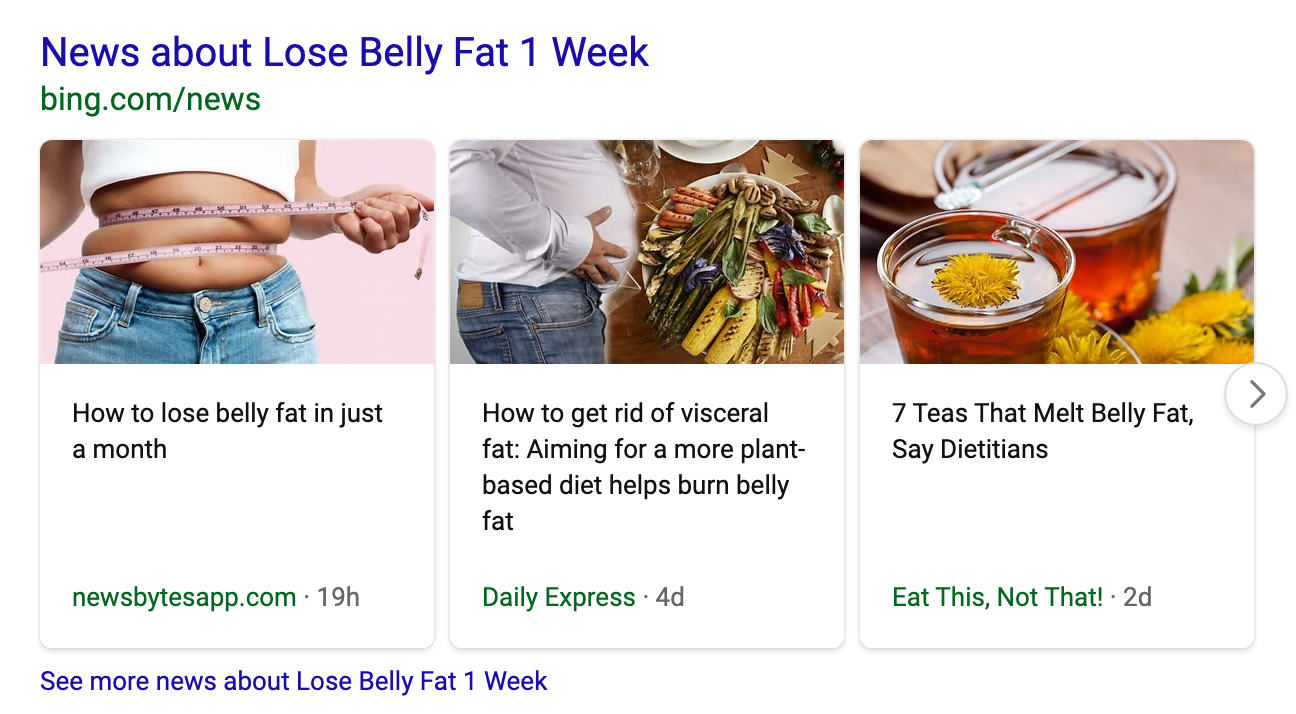 News about Lose Belly Fat 1 Week
bing.com/news
How to lose belly fat in just
a month
newsbytesapp.com · 19h
How to get rid of visceral
fat: Aiming for a more plant-
based diet helps burn belly
fat
Daily Express · 4d
7 Teas That Melt Belly Fat,
Say Dietitians
Eat This, Not That! · 2d
See more news about Lose Belly Fat 1 Week